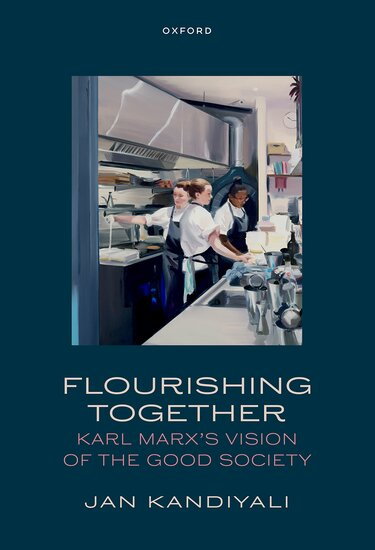 OXFORD
FLOURISHING
TOGETHER
KARL MARX'S VISION
OF THE GOOD SOCIETY
JAN KANDIYALI